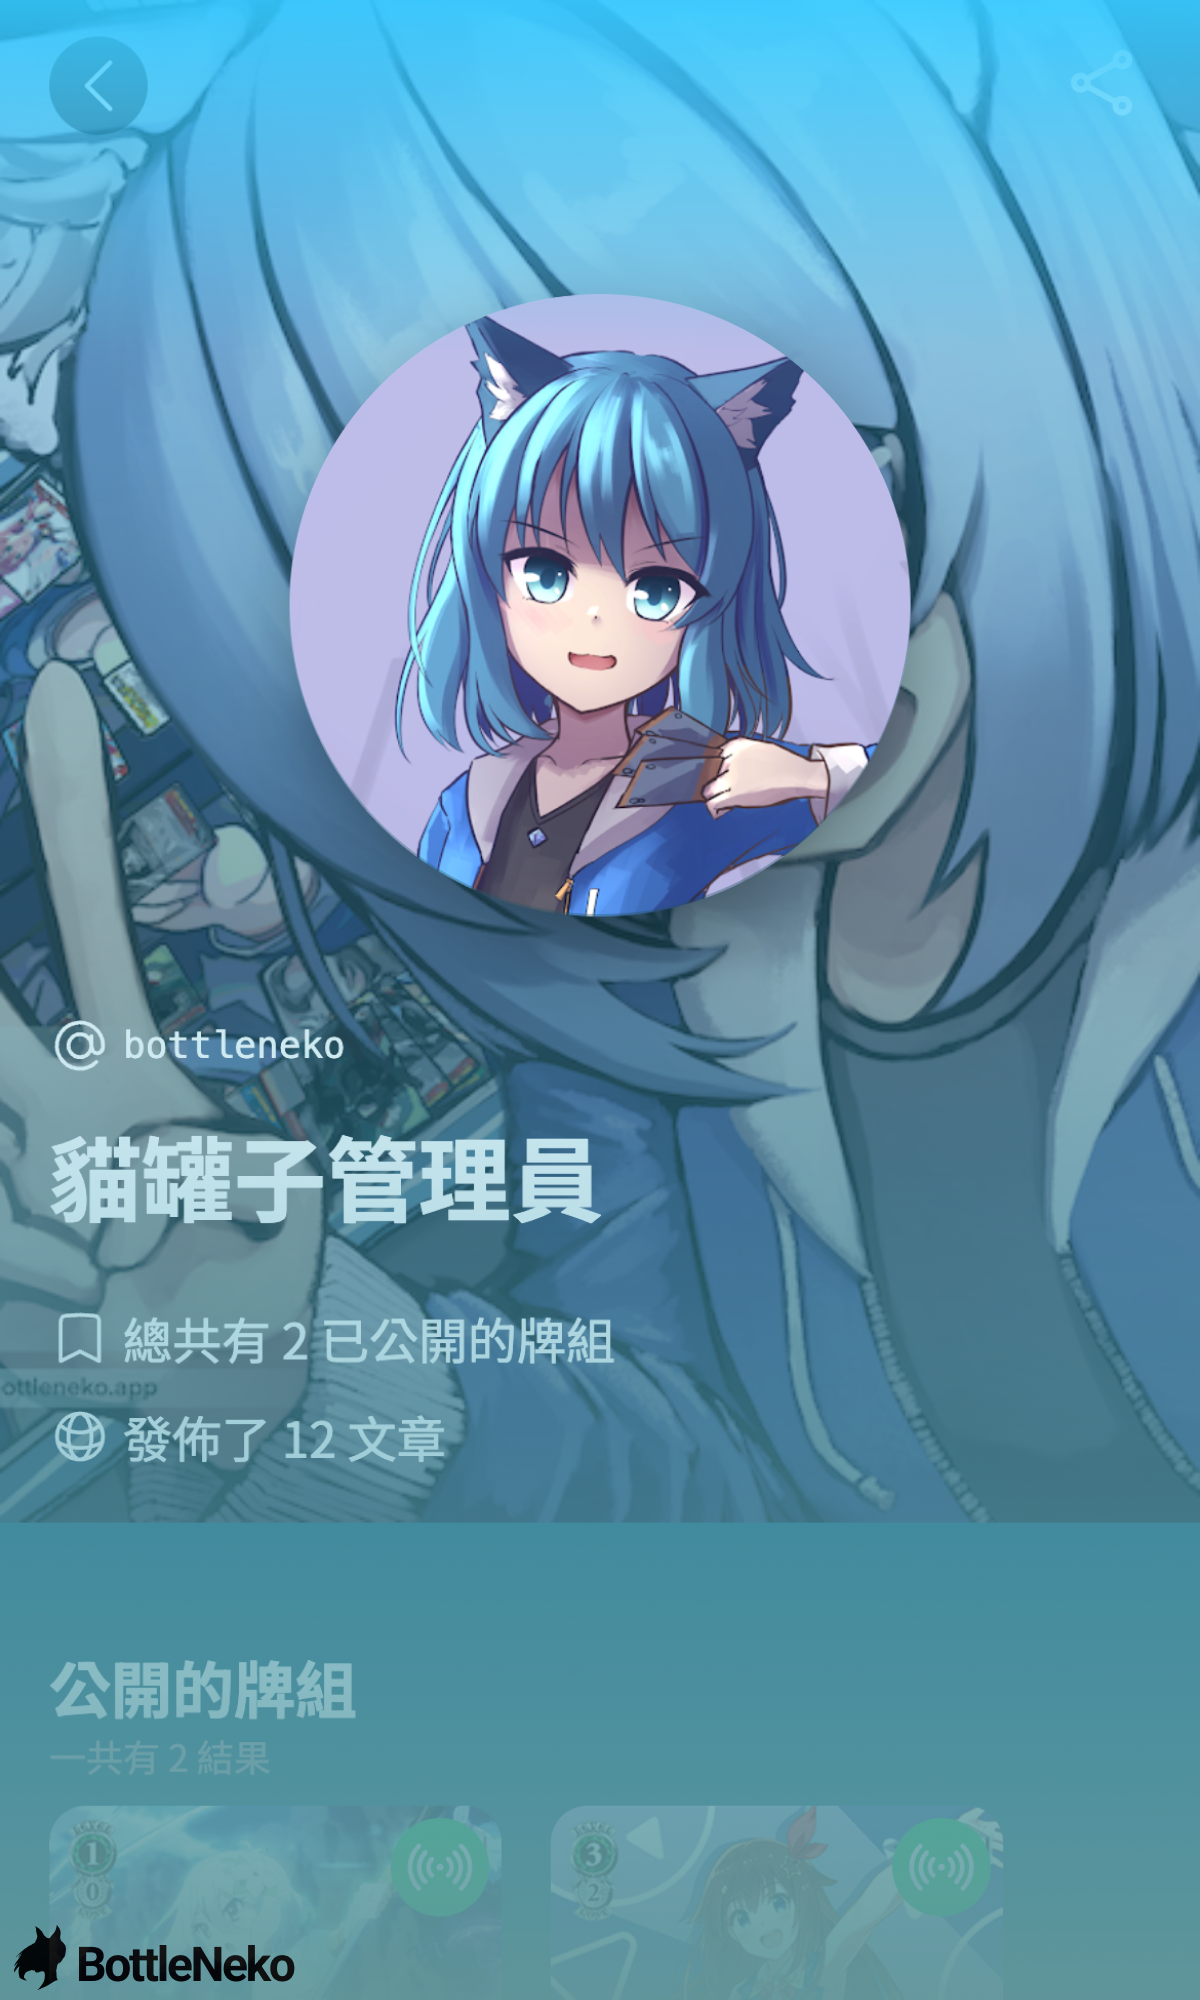 bottleneko
貓罐子管理員
總共有 2 已公開的牌組
ottleneko.app
發佈了 12 文章
公開的牌組
一共有 2 結果
LEVEL
1
0
LEVEL
3
2
BottleNeko